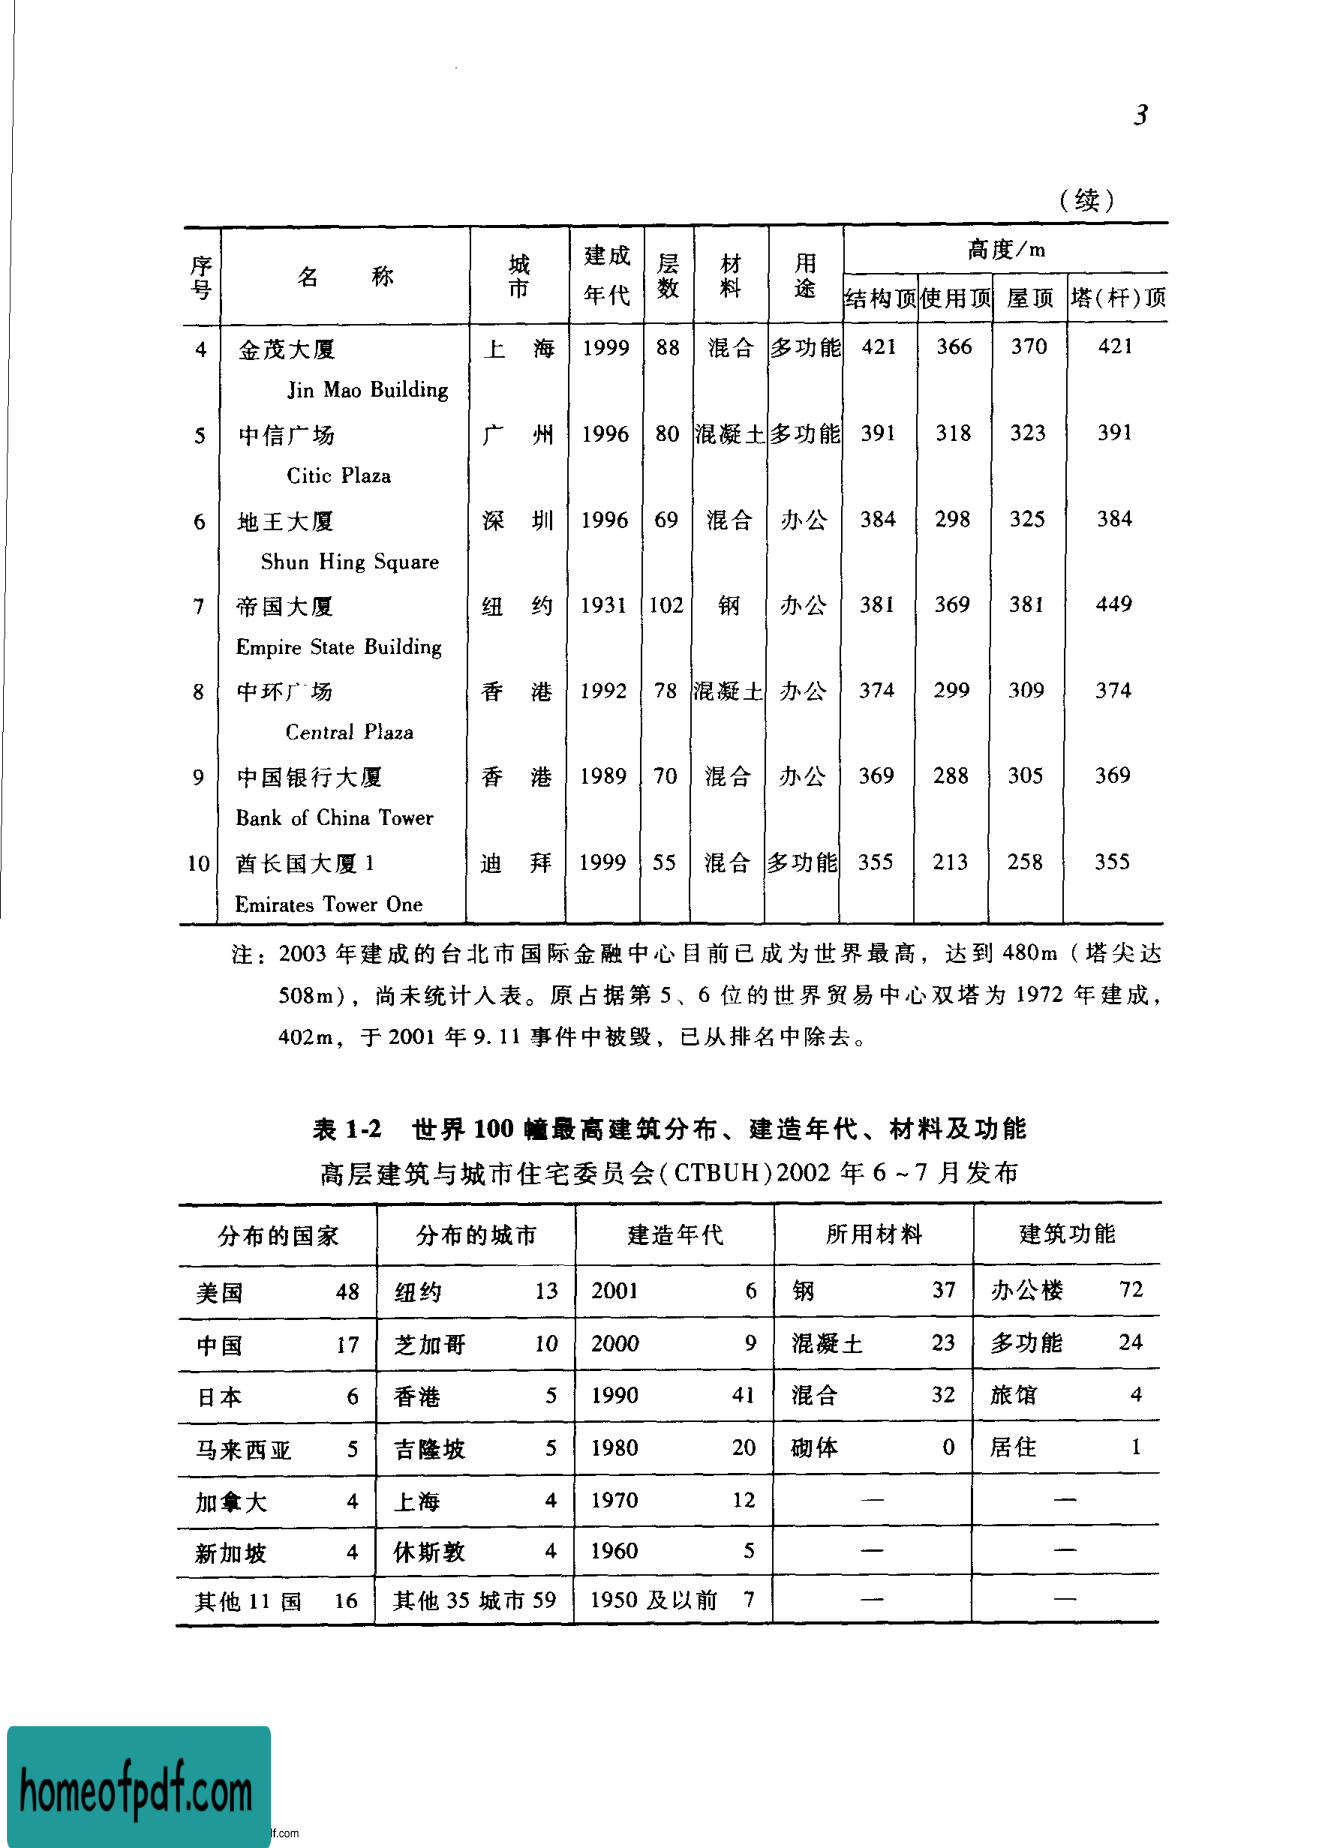 3
(续)
序号 名 称 城市 建成年代 层数 材料 用途 高度/m
结构顶 使用顶 屋顶 塔(杆)顶
4 金茂大厦 上 海 1999 88 混合 多功能 421 366 370 421
Jin Mao Building
5 中信广场 广 州 1996 80 混凝土 多功能 391 318 323 391
Citic Plaza
6 地王大厦 深 圳 1996 69 混合 办公 384 298 325 384
Shun Hing Square
7 帝国大厦 纽 约 1931 102 钢 办公 381 369 381 449
Empire State Building
8 中环广场 香 港 1992 78 混凝土 办公 374 299 309 374
Central Plaza
9 中国银行大厦 香 港 1989 70 混合 办公 369 288 305 369
Bank of China Tower
10 酋长国大厦 1 迪 拜 1999 55 混合 多功能 355 213 258 355
Emirates Tower One
注：2003 年建成的台北市国际金融中心目前已成为世界最高，达到 480m（塔尖达
508m），尚未统计入表。原占据第 5、6 位的世界贸易中心双塔为 1972 年建成，
402m，于 2001 年 9.11 事件中被毁，已从排名中除去。
表 1-2 世界 100 幢最高建筑分布、建造年代、材料及功能
高层建筑与城市住宅委员会(CTBUH)2002 年 6~7 月发布
分布的国家 分布的城市 建造年代 所用材料 建筑功能
美国 48 纽约 13 2001 6 钢 37 办公楼 72
中国 17 芝加哥 10 2000 9 混凝土 23 多功能 24
日本 6 香港 5 1990 41 混合 32 旅馆 4
马来西亚 5 吉隆坡 5 1980 20 砌体 0 居住 1
加拿大 4 上海 4 1970 12 — —
新加坡 4 休斯敦 4 1960 5 — —
其他 11 国 16 其他 35 城市 59 1950 及以前 7 — —
homeofpdf.com
lf.com